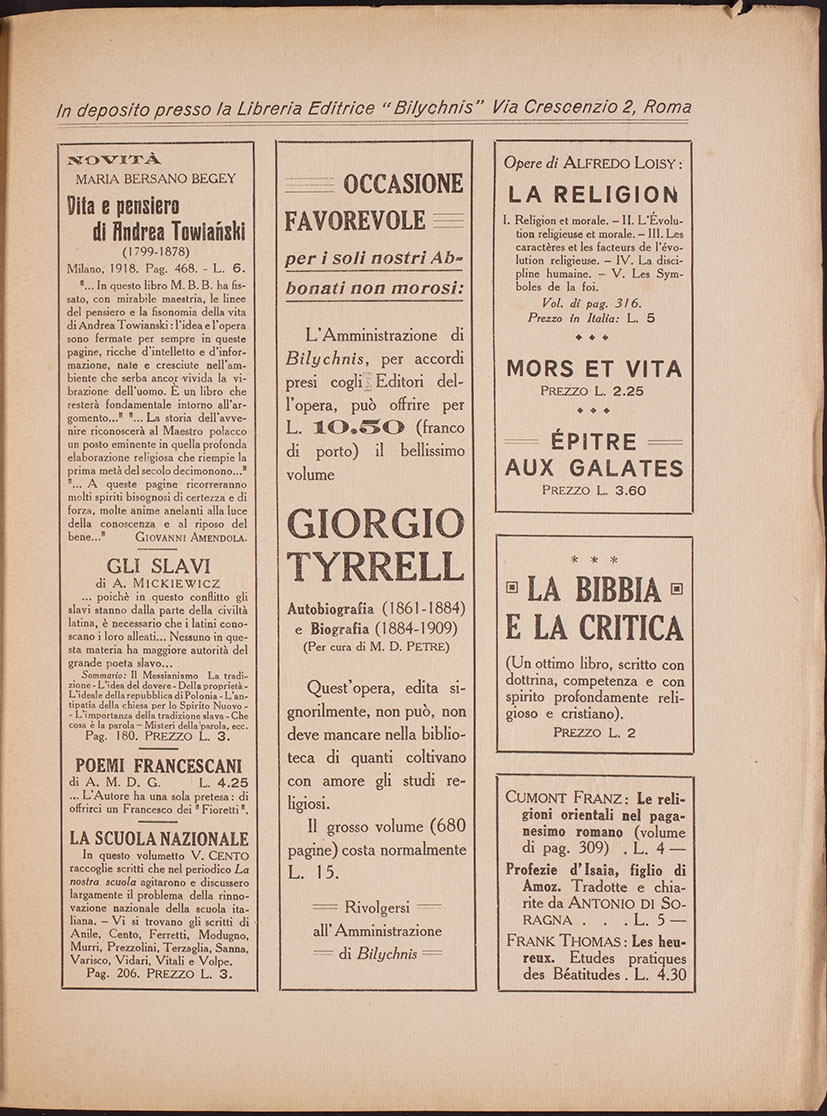 In deposito presso la Libreria Editrice "Bilychnis" Via Crescenzio 2, Roma
NOVITÀ
MARIA BERSANO BEGEY
Vita e pensiero
di Andrea Towiański
(1799-1878)
Milano, 1918. Pag. 468. - L. 6.
"... In questo libro M. B. B. ha fis-
sato, con mirabile maestria, le linee
del pensiero e la fisonomia della vita
di Andrea Towianski: l'idea e l'opera
sono fermate per sempre in queste
pagine, ricche d'intelletto e d'infor-
mazione, nate e cresciute nell'am-
biente che serba ancor vivida la vi-
brazione dell'uomo. È un libro che
resterà fondamentale intorno all'ar-
gomento..." "... La storia dell'avve-
nire riconoscerà al Maestro polacco
un posto eminente in quella profonda
elaborazione religiosa che riempie la
prima metà del secolo decimonono..."
"... A queste pagine ricorreranno
molti spiriti bisognosi di certezza e di
forza, molte anime anelanti alla luce
della conoscenza e al riposo del
bene..." GIOVANNI AMENDOLA.
GLI SLAVI
di A. MICKIEWICZ
... poichè in questo conflitto gli
slavi stanno dalla parte della civiltà
latina, è necessario che i latini cono-
scano i loro alleati... Nessuno in que-
sta materia ha maggiore autorità del
grande poeta slavo...
Sommario: Il Messianismo La tradi-
zione - L'idea del dovere - Della proprietà -
L'ideale della repubblica di Polonia - L'an-
tipatia della chiesa per lo Spirito Nuovo -
- L'importanza della tradizione slava - Che
cosa è la parola - Misteri della parola, ecc.
Pag. 180. PREZZO L. 3.
POEMI FRANCESCANI
di A. M. D. G. L. 4.25
... L'Autore ha una sola pretesa: di
offrirci un Francesco dei "Fioretti".
LA SCUOLA NAZIONALE
In questo volumetto V. CENTO
raccoglie scritti che nel periodico La
nostra scuola agitarono e discussero
largamente il problema della rinno-
vazione nazionale della scuola ita-
liana. - Vi si trovano gli scritti di
Anile, Cento, Ferretti, Modugno,
Murri, Prezzolini, Terzaglia, Sanna,
Varisco, Vidari, Vitali e Volpe.
Pag. 206. PREZZO L. 3.
OCCASIONE
FAVOREVOLE
per i soli nostri Ab-
bonati non morosi:
L'Amministrazione di
Bilychnis, per accordi
presi cogli Editori del-
l'opera, può offrire per
L. 10.50 (franco
di porto) il bellissimo
volume
GIORGIO
TYRRELL
Autobiografia (1861-1884)
e Biografia (1884-1909)
(Per cura di M. D. PETRE)
Quest'opera, edita si-
gnorilmente, non può, non
deve mancare nella biblio-
teca di quanti coltivano
con amore gli studi re-
ligiosi.
Il grosso volume (680
pagine) costa normalmente
L. 15.
Rivolgersi
all'Amministrazione
di Bilychnis
Opere di ALFREDO LOISY:
LA RELIGION
I. Religion et morale. - II. L'Évolu-
tion religieuse et morale. - III. Les
caractères et les facteurs de l'évo-
lution religieuse. - IV. La disci-
pline humaine. - V. Les Sym-
boles de la foi.
Vol. di pag. 316.
Prezzo in Italia: L. 5
MORS ET VITA
PREZZO L. 2.25
ÉPITRE
AUX GALATES
PREZZO L. 3.60
* * *
LA BIBBIA
E LA CRITICA
(Un ottimo libro, scritto con
dottrina, competenza e con
spirito profondamente reli-
gioso e cristiano).
PREZZO L. 2
CUMONT FRANZ: Le reli-
gioni orientali nel paga-
nesimo romano (volume
di pag. 309) . L. 4 —
Profezie d'Isaia, figlio di
Amoz. Tradotte e chia-
rite da ANTONIO DI SO-
RAGNA . . . L. 5 —
FRANK THOMAS: Les heu-
reux. Etudes pratiques
des Béatitudes . L. 4.30